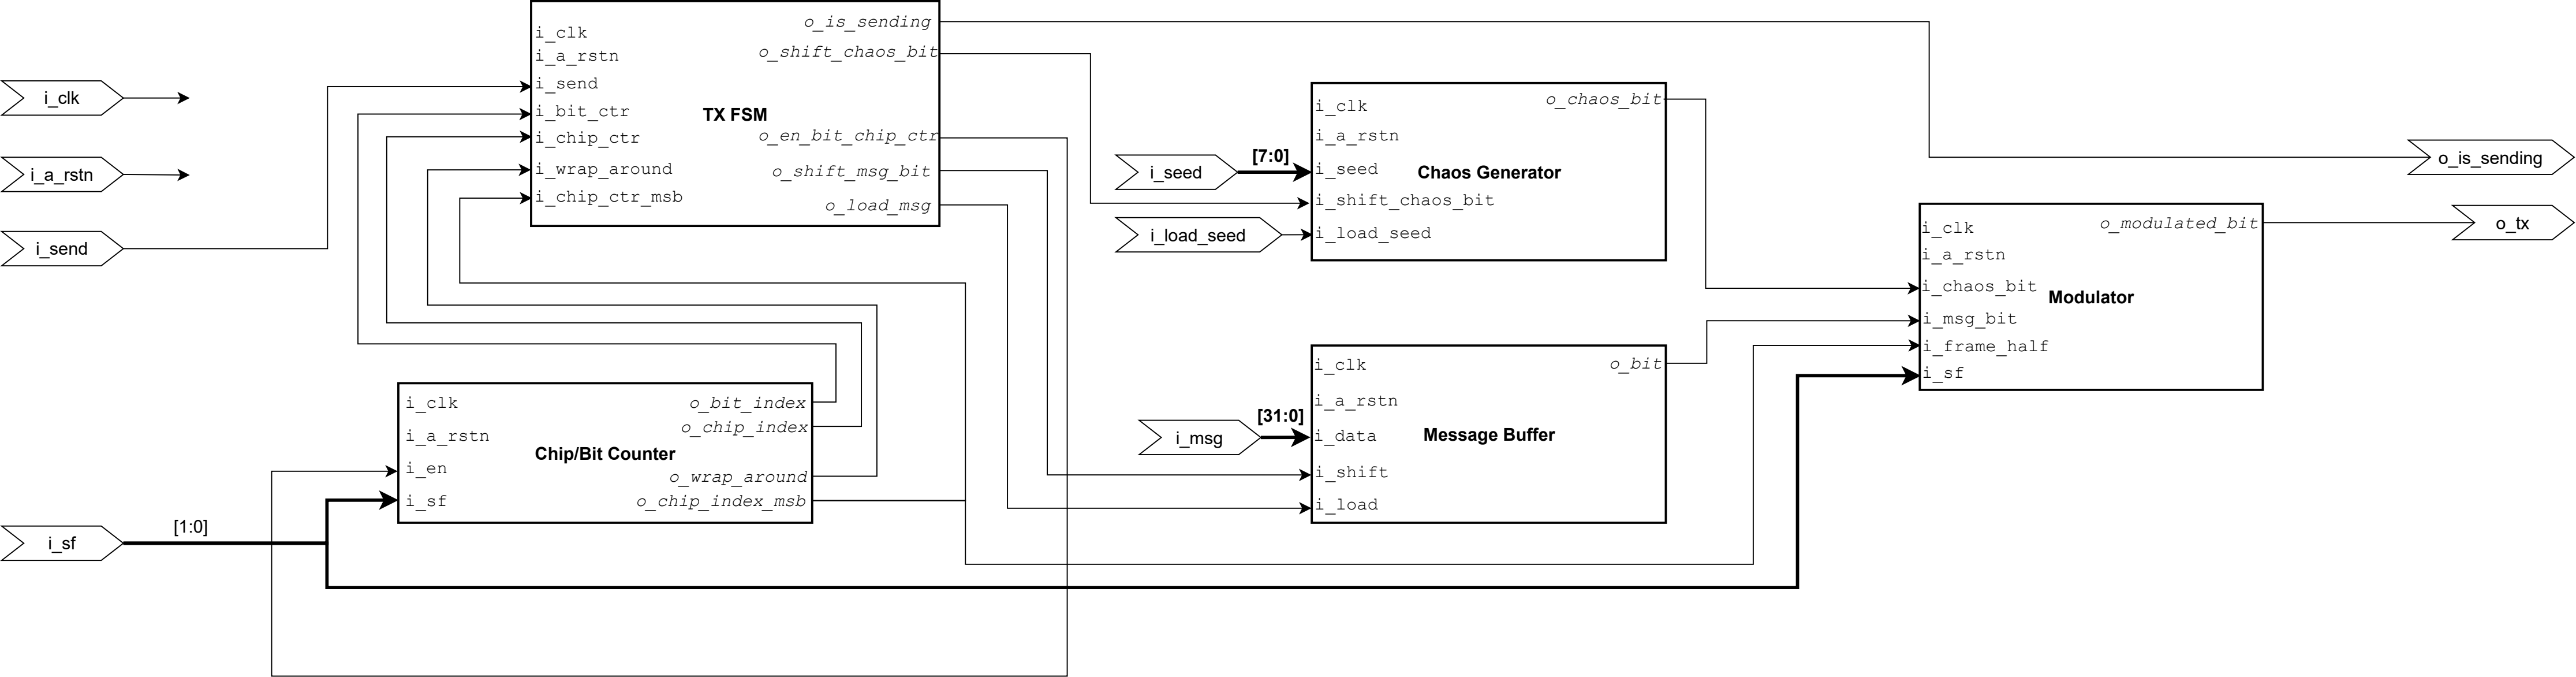 i_clk
i_a_rstn
i_send
i_sf
[1:0]
i_clk
i_a_rstn
i_send
i_bit_ctr
i_chip_ctr
i_wrap_around
i_chip_ctr_msb
TX FSM
o_is_sending
o_shift_chaos_bit
o_en_bit_chip_ctr
o_shift_msg_bit
o_load_msg
i_clk
i_a_rstn
i_en
i_sf
Chip/Bit Counter
o_bit_index
o_chip_index
o_wrap_around
o_chip_index_msb
i_seed
[7:0]
i_load_seed
i_clk
i_a_rstn
i_seed
i_shift_chaos_bit
i_load_seed
Chaos Generator
o_chaos_bit
i_msg
[31:0]
i_clk
i_a_rstn
i_data
i_shift
i_load
Message Buffer
o_bit
i_clk
i_a_rstn
i_chaos_bit
i_msg_bit
i_frame_half
i_sf
Modulator
o_modulated_bit
o_is_sending
o_tx